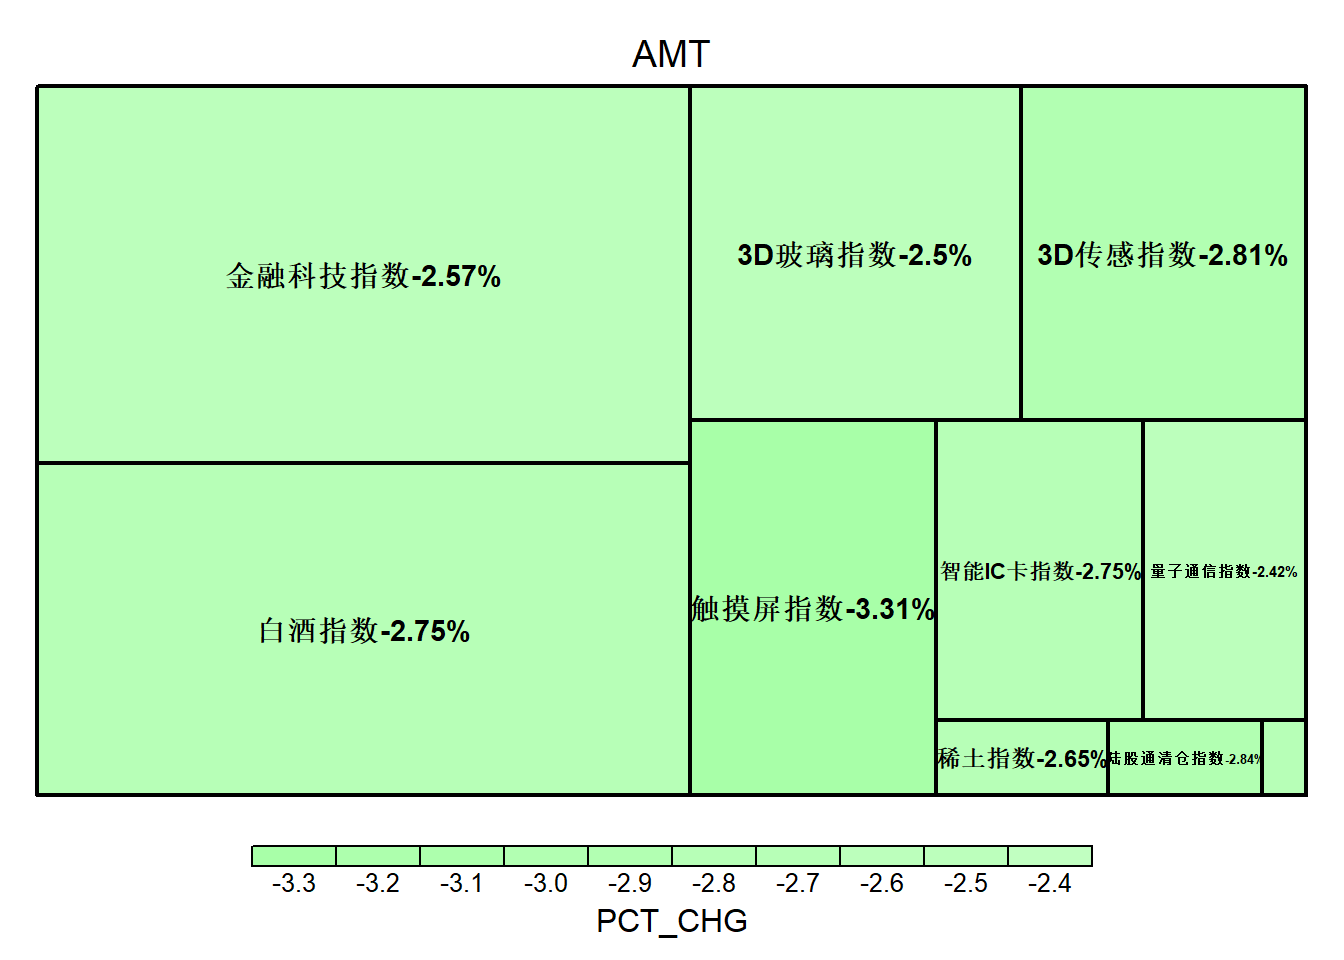 AMT
金融科技指数-2.57%
3D玻璃指数-2.5%
3D传感指数-2.81%
白酒指数-2.75%
触摸屏指数-3.31%
智能IC卡指数-2.75%
量子通信指数-2.42%
稀土指数-2.65%
陆股通清仓指数-2.84%
-3.3 -3.2 -3.1 -3.0 -2.9 -2.8 -2.7 -2.6 -2.5 -2.4
PCT_CHG